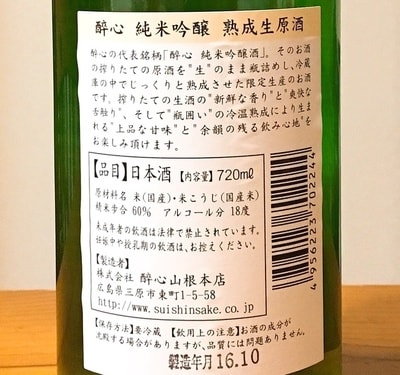 醉心 純米吟醸 熟成生原酒
醉心の代表銘柄「醉心 純米吟醸酒」、そのお酒
の搾りたての原酒を"生"のまま瓶詰めし、冷蔵
庫の中でじっくりと熟成させた限定生産のお酒
です。搾りたての生酒の"新鮮な香り"と"爽快な
舌触り"、そして"瓶囲い"の冷温熟成により生ま
れる"上品な甘味"と"余韻の残る飲み心地"を
お楽しみ頂けます。
【品目】日本酒 【内容量】720ml
原材料名 米(国産)・米こうじ(国産米)
精米歩合 60% アルコール分 18度
未成年者の飲酒は法律で禁止されています。
妊娠中や授乳期の飲酒は、お控えください。
【製造者】
株式会社 醉心山根本店
広島県三原市東町1-5-58
http://www.suishinsake.co.jp
【保存方法】要冷蔵 【飲用上の注意】お酒の成分が
沈殿する場合がありますが、品質には問題ありません。
製造年月16.10
4956223702244